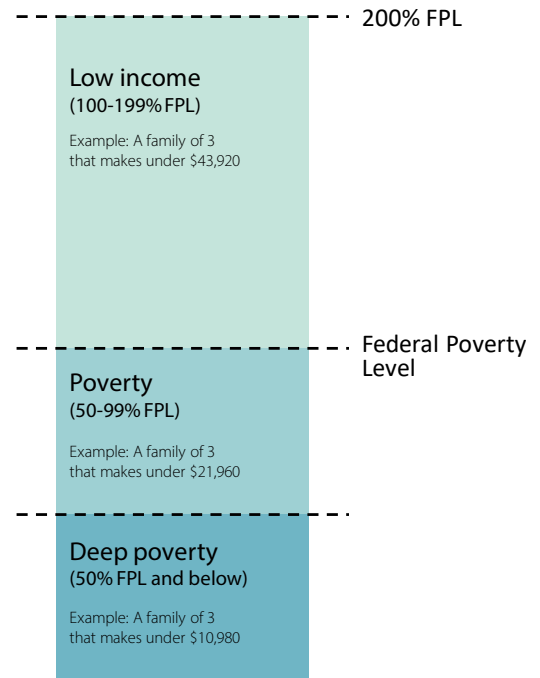 200% FPL
Low income
(100-199% FPL)
Example: A family of 3
that makes under $43,920
Federal Poverty
Level
Poverty
(50-99% FPL)
Example: A family of 3
that makes under $21,960
Deep poverty
(50% FPL and below)
Example: A family of 3
that makes under $10,980